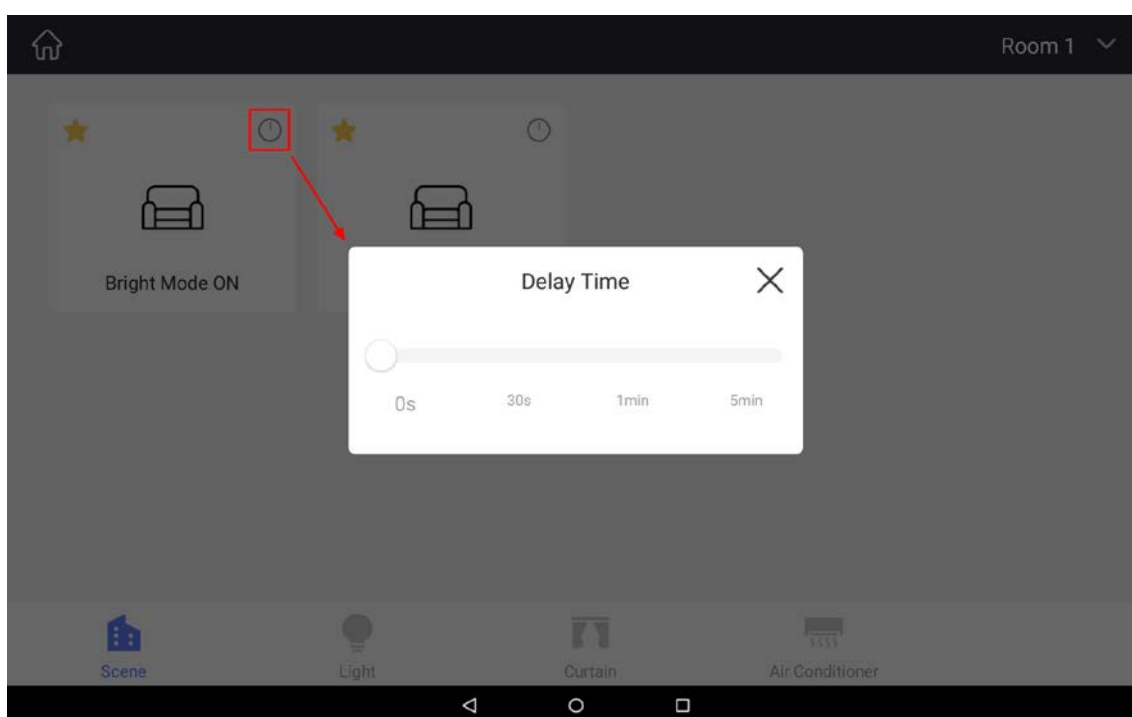 Room 1
Bright Mode ON
Delay Time
0s
30s
1min
5min
Scene
Light
Curtain
Air Conditioner